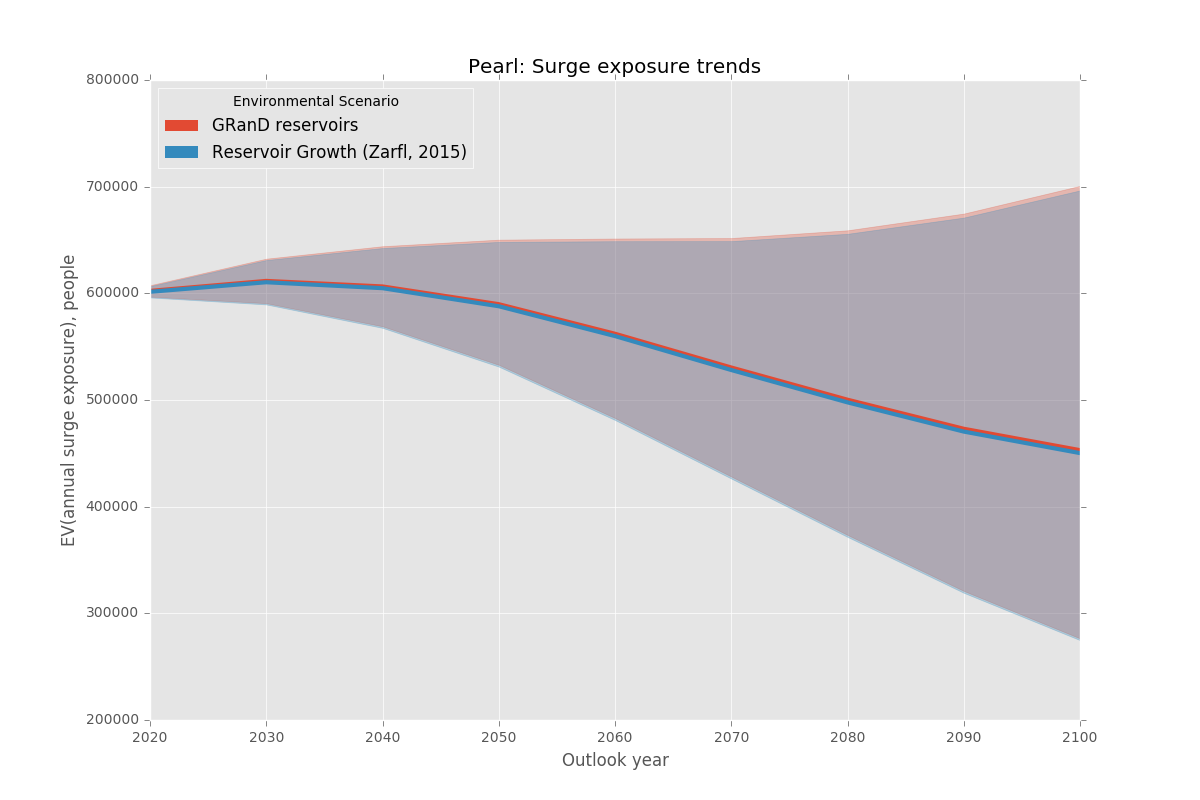 Pearl: Surge exposure trends
Environmental Scenario
GRanD reservoirs
Reservoir Growth (Zarfl, 2015)
EV(annual surge exposure), people
800000
700000
600000
500000
400000
300000
200000
2020 2030 2040 2050 2060 2070 2080 2090 2100
Outlook year